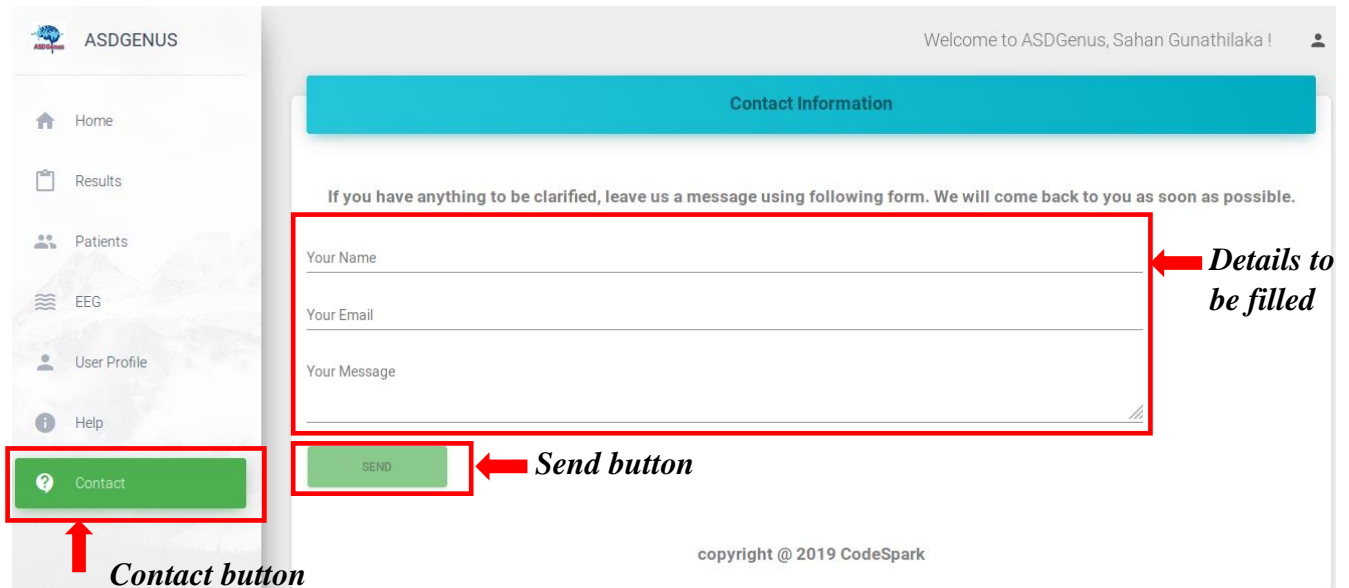 ASDGenus
ASDGENUS
Welcome to ASDGenus, Sahan Gunathilaka !
Contact Information
Home
Results
If you have anything to be clarified, leave us a message using following form. We will come back to you as soon as possible.
Patients
Your Name
Details to
be filled
EEG
Your Email
User Profile
Your Message
Help
Contact
SEND
Send button
copyright @ 2019 CodeSpark
Contact button